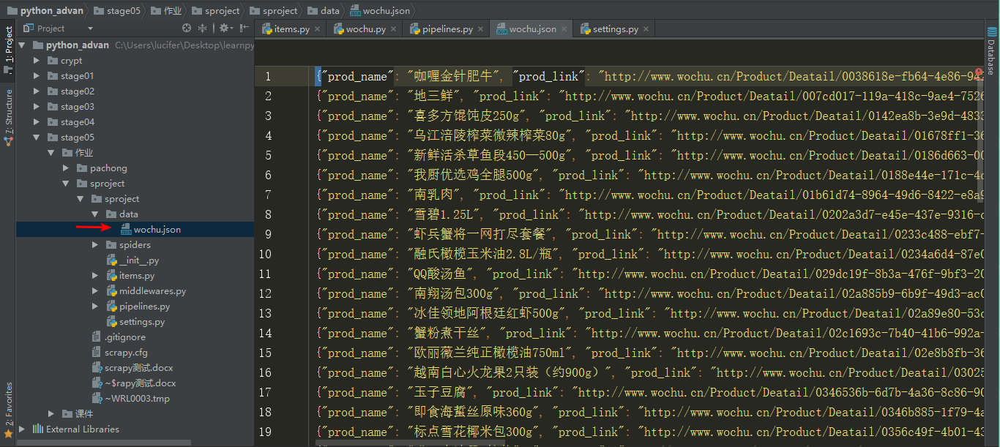 python_advan stage05 作业 sproject sproject data wochu.json
Project
items.py wochu.py pipelines.py wochu.json settings.py
1: Project
7: Structure
2: Favorites
Database
python_advan C:\Users\lucifer\Desktop\learnpy
crypt
stage01
stage02
stage03
stage04
stage05
作业
pachong
sproject
sproject
data
wochu.json
spiders
__init__.py
items.py
middlewares.py
pipelines.py
settings.py
.gitignore
scrapy.cfg
scrapy测试.docx
~$rapy测试.docx
~WRL0003.tmp
课件
External Libraries
1 {"prod_name": "咖喱金针肥牛", "prod_link": "http://www.wochu.cn/Product/Deatail/0038618e-fb64-4e86-942
2 {"prod_name": "地三鲜", "prod_link": "http://www.wochu.cn/Product/Deatail/007cd017-119a-418c-9ae4-7526
3 {"prod_name": "喜多方馄饨皮250g", "prod_link": "http://www.wochu.cn/Product/Deatail/0142ea8b-3e9d-4833
4 {"prod_name": "乌江涪陵榨菜微辣榨菜80g", "prod_link": "http://www.wochu.cn/Product/Deatail/01678ff1-36
5 {"prod_name": "新鲜活杀草鱼段450—500g", "prod_link": "http://www.wochu.cn/Product/Deatail/0186d663-00
6 {"prod_name": "我厨优选鸡全腿500g", "prod_link": "http://www.wochu.cn/Product/Deatail/0188e44e-171c-4c
7 {"prod_name": "南乳肉", "prod_link": "http://www.wochu.cn/Product/Deatail/01b61d74-8964-49d6-8422-e8a9
8 {"prod_name": "雪碧1.25L", "prod_link": "http://www.wochu.cn/Product/Deatail/0202a3d7-e45e-437e-9316-c
9 {"prod_name": "虾兵蟹将一网打尽套餐", "prod_link": "http://www.wochu.cn/Product/Deatail/0233c488-ebf7-
10 {"prod_name": "融氏橄榄玉米油2.8L/瓶", "prod_link": "http://www.wochu.cn/Product/Deatail/0234a6d4-87e0
11 {"prod_name": "QQ酸汤鱼", "prod_link": "http://www.wochu.cn/Product/Deatail/029dc19f-8b3a-476f-9bf3-20
12 {"prod_name": "南翔汤包300g", "prod_link": "http://www.wochu.cn/Product/Deatail/02a885b9-6b9f-49d3-ac0
13 {"prod_name": "冰佳领地阿根廷红虾500g", "prod_link": "http://www.wochu.cn/Product/Deatail/02a89e80-53c
14 {"prod_name": "蟹粉煮干丝", "prod_link": "http://www.wochu.cn/Product/Deatail/02c1693c-7b40-41b6-992a-
15 {"prod_name": "欧丽薇兰纯正橄榄油750ml", "prod_link": "http://www.wochu.cn/Product/Deatail/02e8b8fb-36
16 {"prod_name": "越南白心火龙果2只装（约900g）", "prod_link": "http://www.wochu.cn/Product/Deatail/03025
17 {"prod_name": "玉子豆腐", "prod_link": "http://www.wochu.cn/Product/Deatail/0346536b-6d7b-4a36-8c86-90
18 {"prod_name": "即食海蜇丝原味360g", "prod_link": "http://www.wochu.cn/Product/Deatail/0346b885-1f79-4a
19 {"prod_name": "标点雪花椰米包300g", "prod_link": "http://www.wochu.cn/Product/Deatail/0356c49f-4b01-43